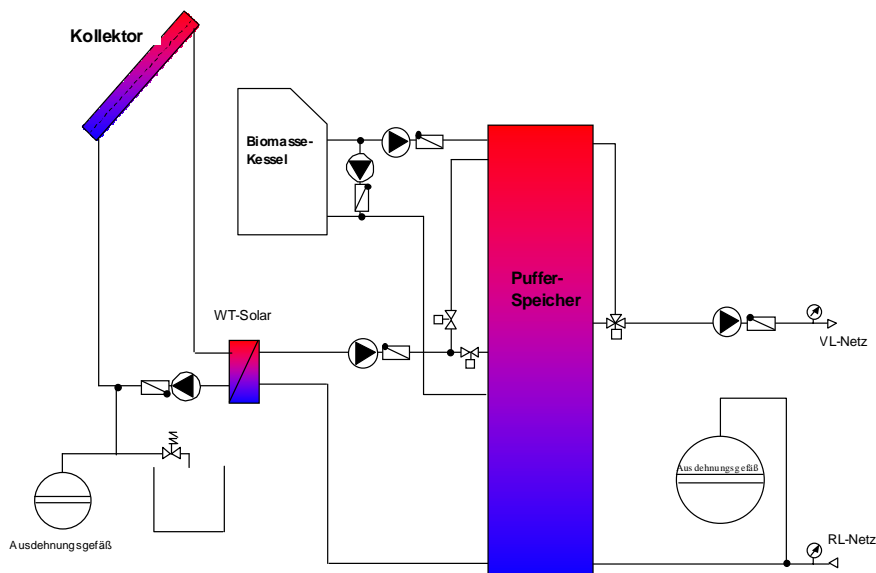 Kollektor
Biomasse-
Kessel
Puffer-
Speicher
WT-Solar
VL-Netz
Ausdehnungsgefäß
RL-Netz
Ausdehnungsgefäß